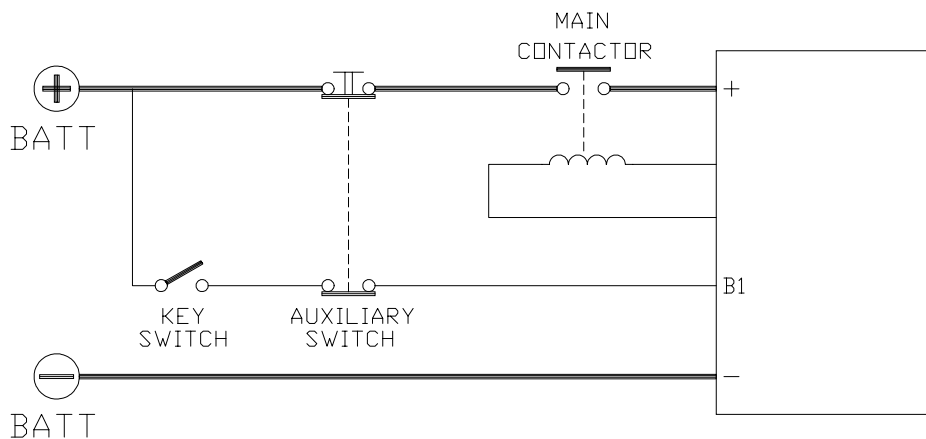 MAIN
CONTACTOR
+
+
BATT
B1
KEY
SWITCH
AUXILIARY
SWITCH
−
−
BATT